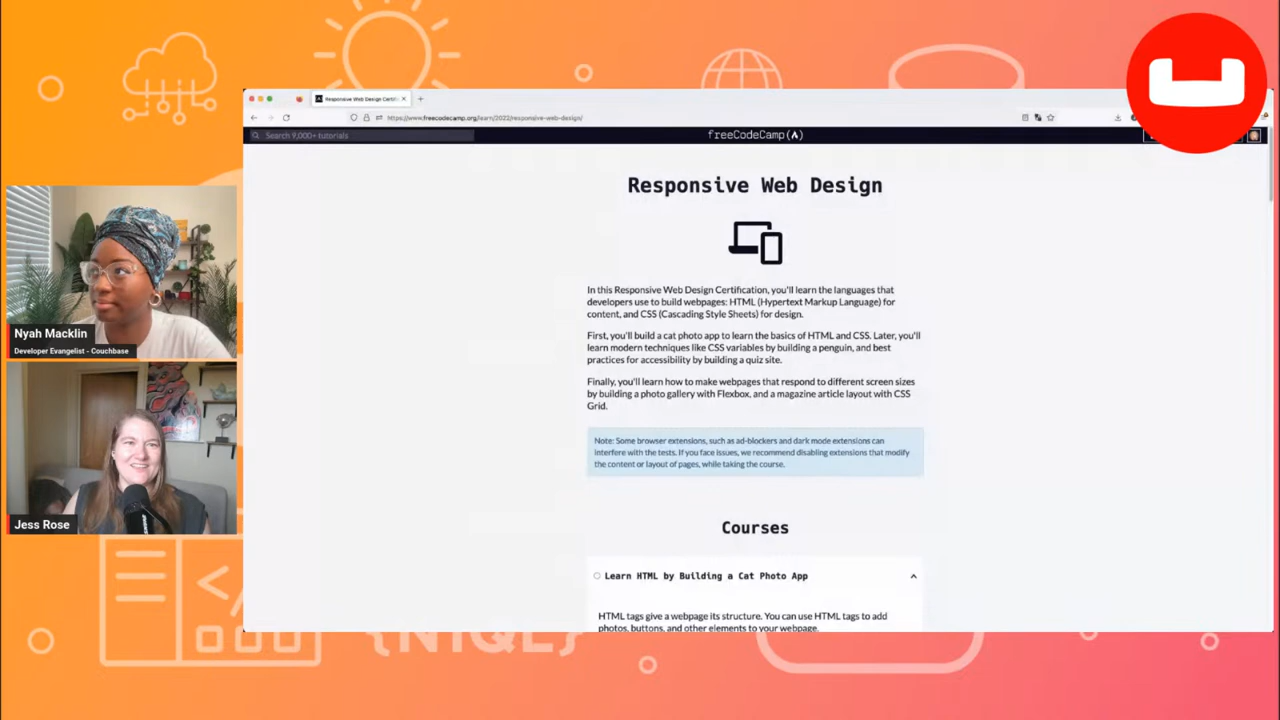 Responsive Web Design Certifi
https://www.freecodecamp.org/learn/2022/responsive-web-design/
Search 9,000+ tutorials
freeCodeCamp
Responsive Web Design
In this Responsive Web Design Certification, you'll learn the languages that
developers use to build webpages: HTML (Hypertext Markup Language) for
content, and CSS (Cascading Style Sheets) for design.
First, you'll build a cat photo app to learn the basics of HTML and CSS. Later, you'll
learn modern techniques like CSS variables by building a penguin, and best
practices for accessibility by building a quiz site.
Finally, you'll learn how to make webpages that respond to different screen sizes
by building a photo gallery with Flexbox, and a magazine article layout with CSS
Grid.
Note: Some browser extensions, such as ad-blockers and dark mode extensions can
interfere with the tests. If you face issues, we recommend disabling extensions that modify
the content or layout of pages, while taking the course.
Courses
Learn HTML by Building a Cat Photo App
HTML tags give a webpage its structure. You can use HTML tags to add
photos, buttons, and other elements to your webpage.
Nyah Macklin
Developer Evangelist - Couchbase
Jess Rose
{N1QL}